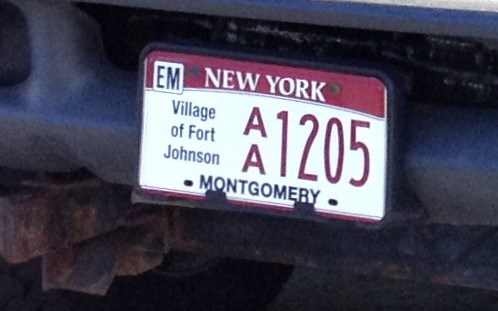 EM NEW YORK
Village
of Fort
Johnson
AA1205
MONTGOMERY